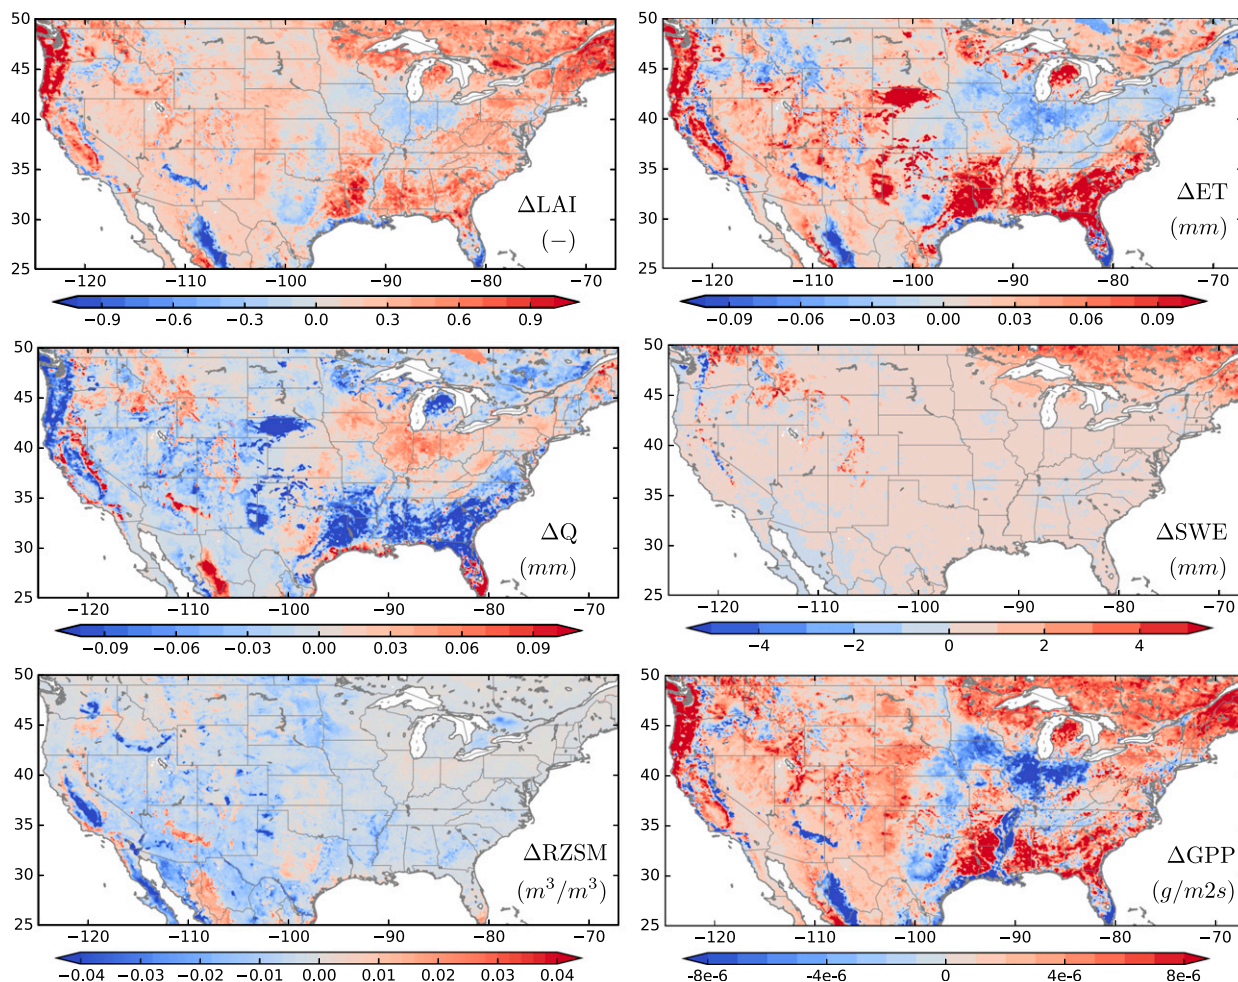 50
45
40
35
30
25
ΔLAI
(−)
−120 −110 −100 −90 −80 −70
−0.9 −0.6 −0.3 0.0 0.3 0.6 0.9
50
45
40
35
30
25
ΔET
(mm)
−120 −110 −100 −90 −80 −70
−0.09 −0.06 −0.03 0.00 0.03 0.06 0.09
50
45
40
35
30
25
ΔQ
(mm)
−120 −110 −100 −90 −80 −70
−0.09 −0.06 −0.03 0.00 0.03 0.06 0.09
50
45
40
35
30
25
ΔSWE
(mm)
−120 −110 −100 −90 −80 −70
−4 −2 0 2 4
50
45
40
35
30
25
ΔRZSM
(m³/m³)
−120 −110 −100 −90 −80 −70
−0.04 −0.03 −0.02 −0.01 0.00 0.01 0.02 0.03 0.04
50
45
40
35
30
25
ΔGPP
(g/m2s)
−120 −110 −100 −90 −80 −70
-8e-6 -4e-6 0 4e-6 8e-6